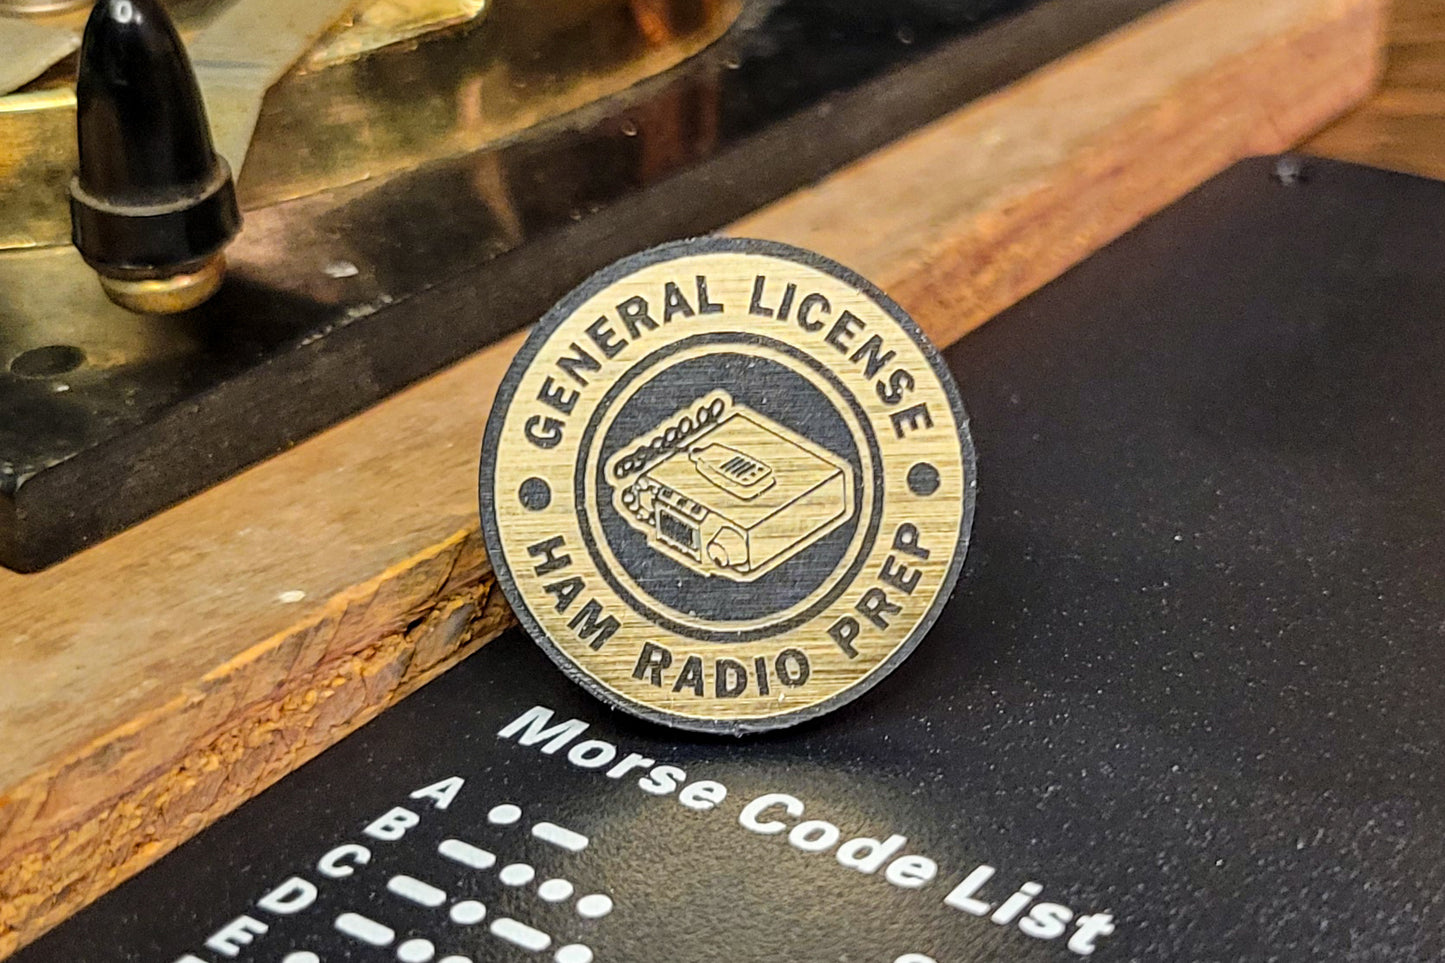 GENERAL LICENSE
HAM RADIO PREP
Morse Code List
A
B
C
D
E